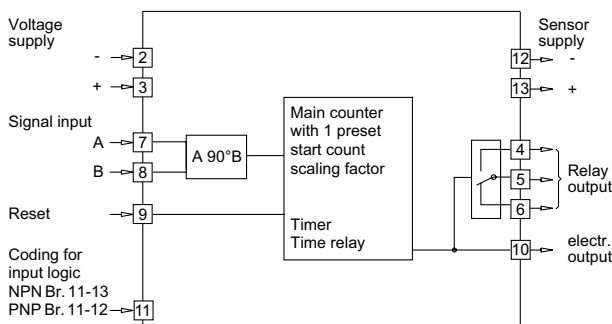 Voltage
supply
- 2
+ 3
Signal input
A 7
B 8
Reset 9
Coding for
input logic
NPN Br. 11-13
PNP Br. 11-12 11
A 90°B
Main counter
with 1 preset
start count
scaling factor
Timer
Time relay
Sensor
supply
12 -
13 +
4
5
6
Relay
output
10
electr.
output